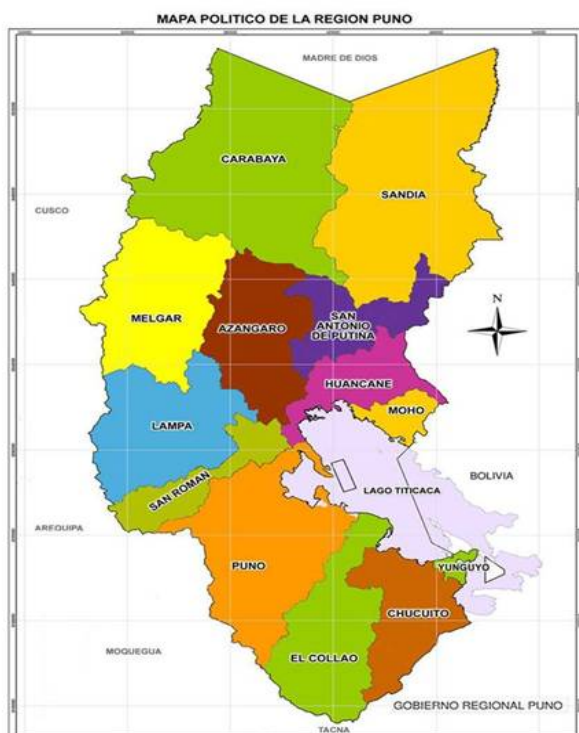 MAPA POLITICO DE LA REGION PUNO
MADRE DE DIOS
CARABAYA
SANDIA
CUSCO
N
MELGAR
AZANGARO
SAN
ANTONIO
DE PUTINA
HUANCANE
MOHO
LAMPA
SAN ROMAN
LAGO TITICACA
BOLIVIA
AREQUIPA
PUNO
YUNGUYO
CHUCUITO
EL COLLAO
MOQUEGUA
GOBIERNO REGIONAL PUNO
TACNA